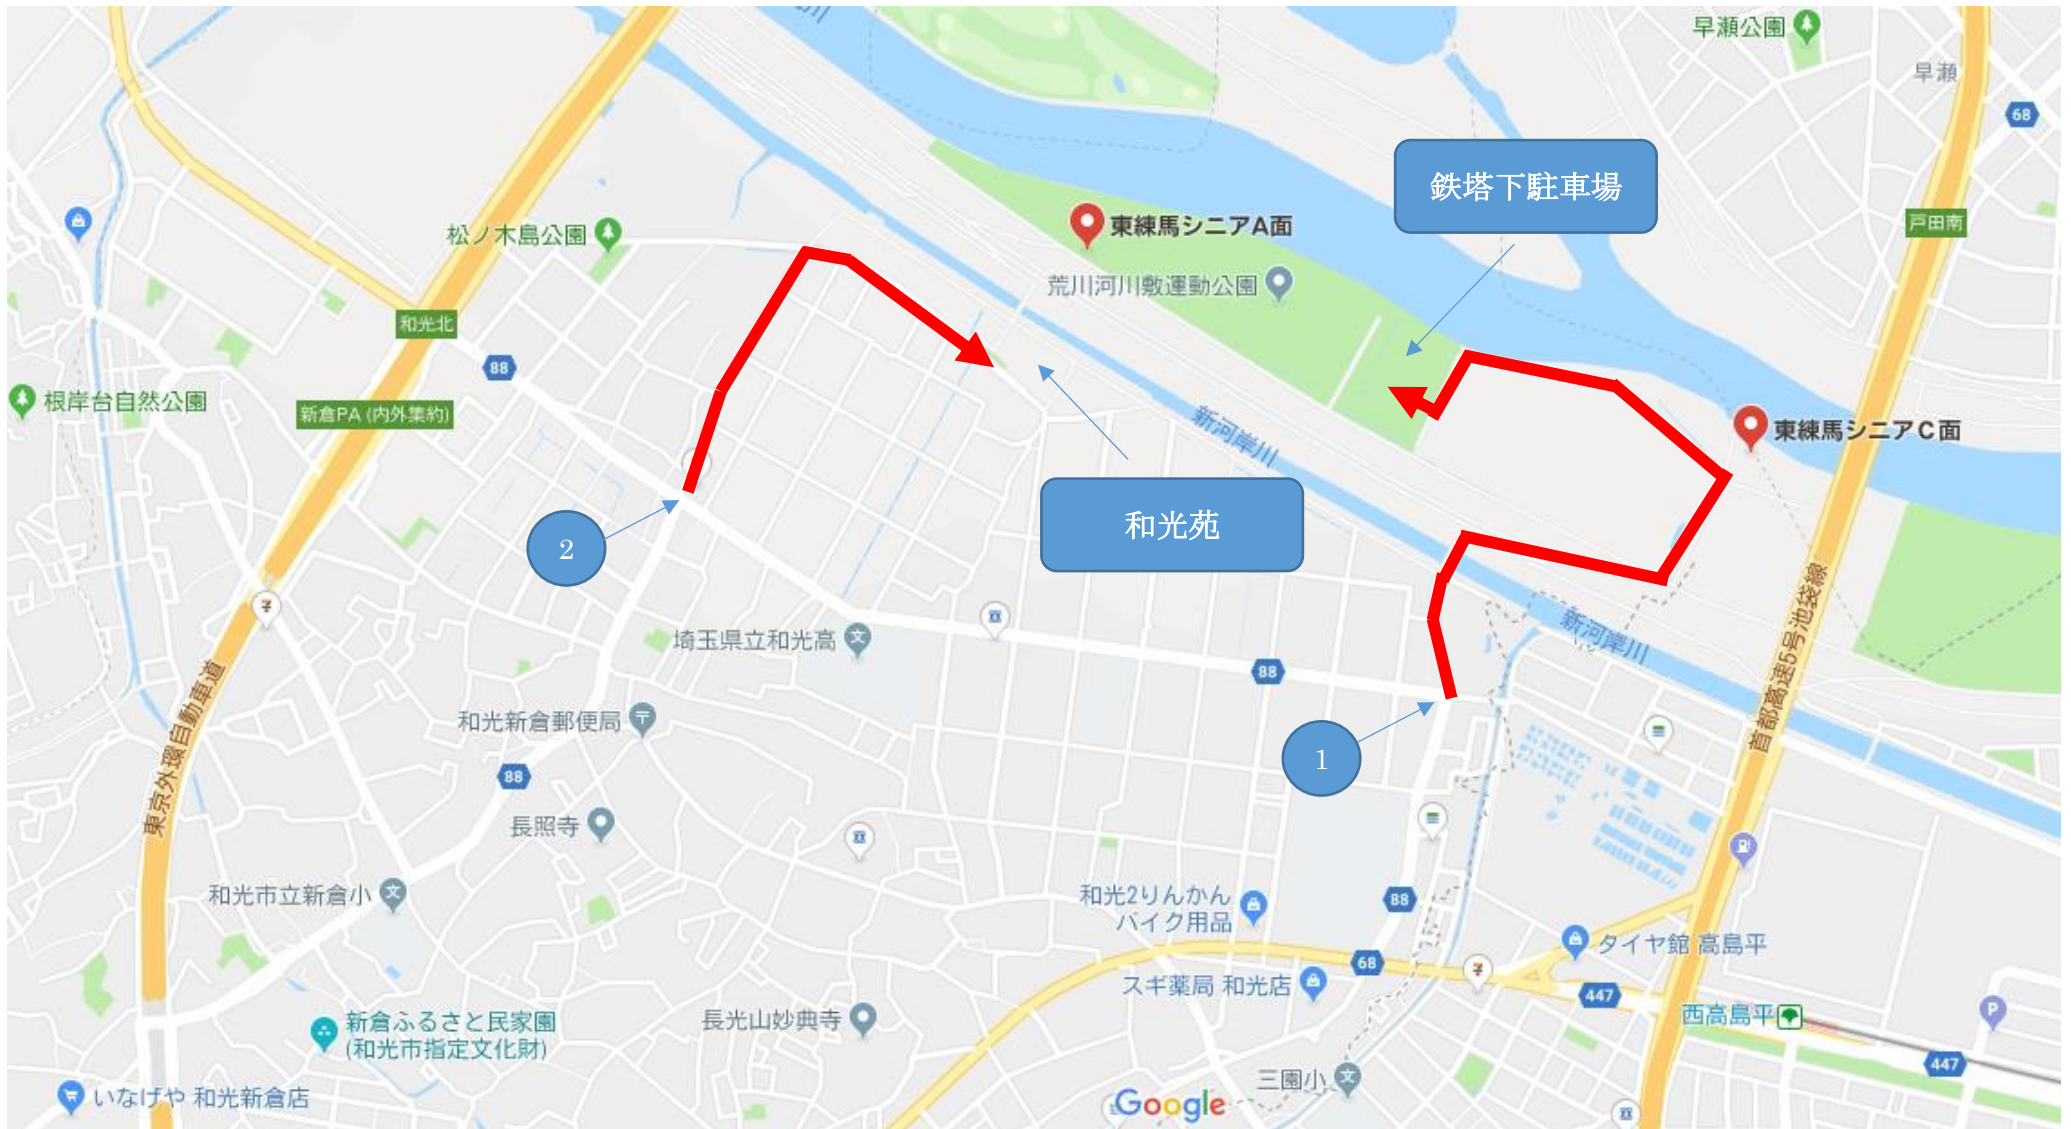 早瀬公園
早瀬
68
鉄塔下駐車場
東練馬シニアA面
戸田南
松ノ木島公園
荒川河川敷運動公園
和光北
88
根岸台自然公園
新倉PA (内外集約)
新河岸川
東練馬シニアC面
和光苑
2
埼玉県立和光高
88
新河岸川
首都高速5号池袋線
和光新倉郵便局
東京外環自動車道
1
88
長照寺
和光市立新倉小
和光2りんかん
バイク用品
88
タイヤ館 高島平
68
スギ薬局 和光店
447
西高島平
新倉ふるさと民家園
(和光市指定文化財)
長光山妙典寺
P
447
三園小
いなげや 和光新倉店
Google